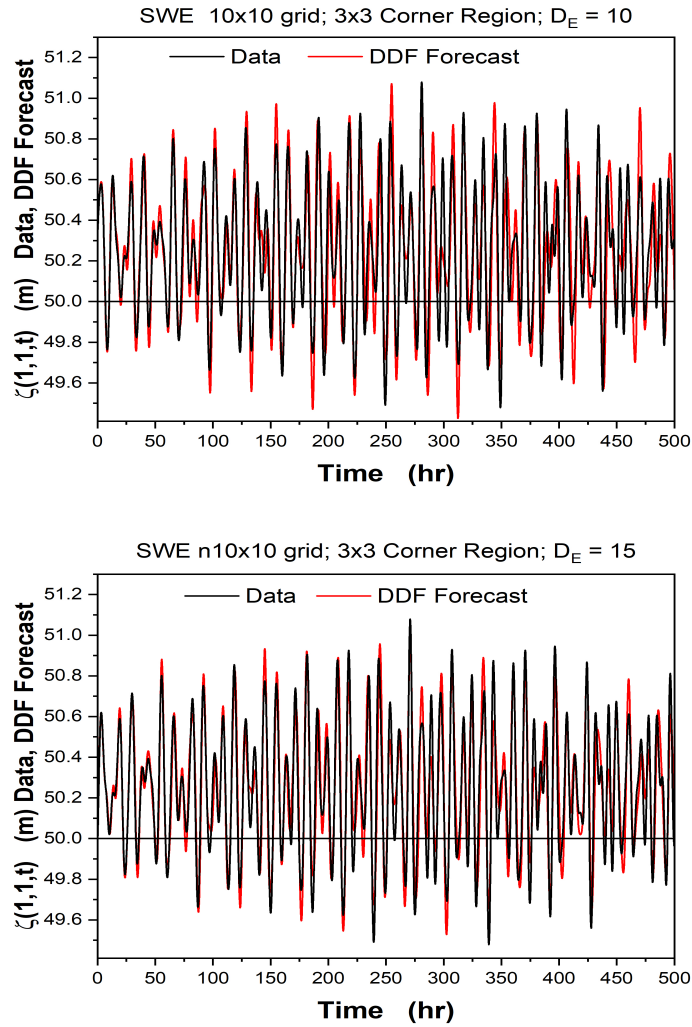 SWE 10x10 grid; 3x3 Corner Region; D_E = 10
Data
DDF Forecast
ζ(1,1,t) (m) Data, DDF Forecast
51.2
51.0
50.8
50.6
50.4
50.2
50.0
49.8
49.6
0 50 100 150 200 250 300 350 400 450 500
Time (hr)
SWE n10x10 grid; 3x3 Corner Region; D_E = 15
Data
DDF Forecast
ζ(1,1,t) (m) Data, DDF Forecast
51.2
51.0
50.8
50.6
50.4
50.2
50.0
49.8
49.6
0 50 100 150 200 250 300 350 400 450 500
Time (hr)